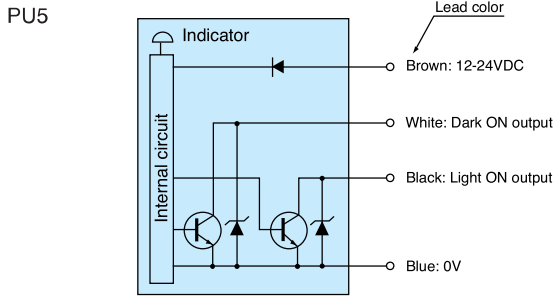 PU5
Lead color
Indicator
Brown: 12-24VDC
White: Dark ON output
Internal circuit
Black: Light ON output
Blue: 0V